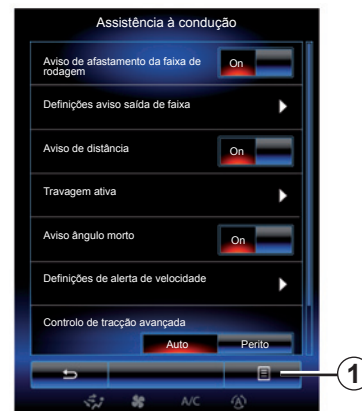 Assistência à condução
Aviso de afastamento da faixa de
rodagem
On
Definições aviso saída de faixa
Aviso de distância
On
Travagem ativa
Aviso ângulo morto
On
Definições de alerta de velocidade
Controlo de tracção avançada
Auto
Perito
1
A/C
A